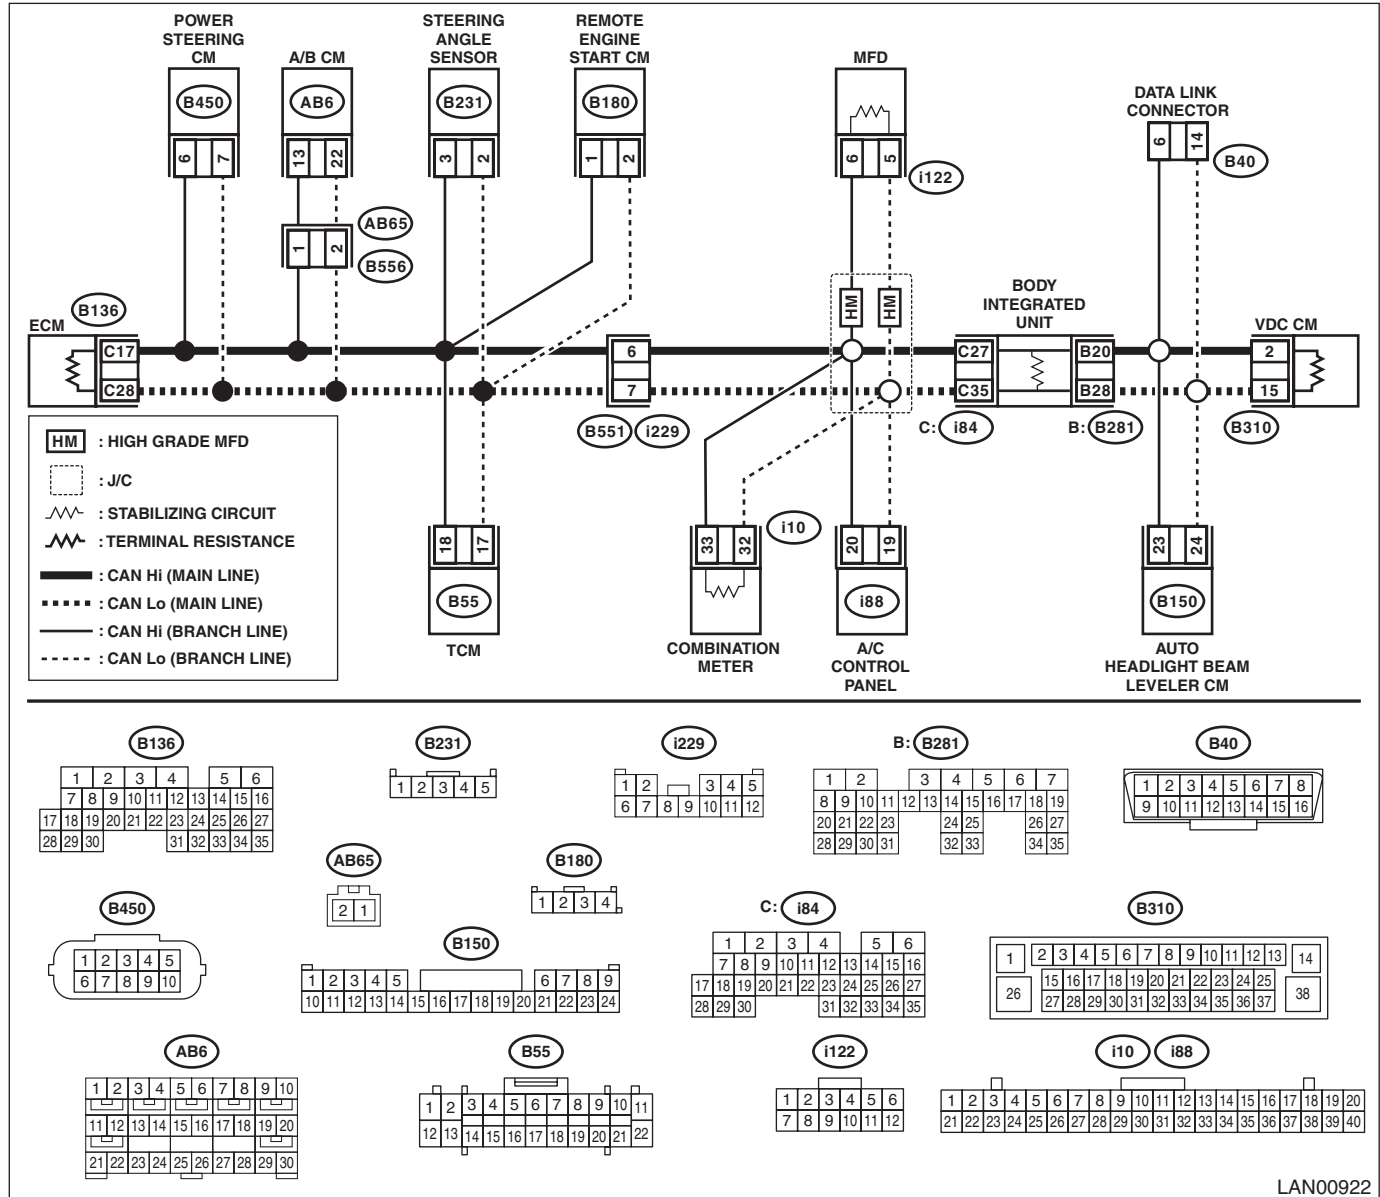 POWER
STEERING
CM
A/B CM
STEERING
ANGLE
SENSOR
REMOTE
ENGINE
START CM
MFD
DATA LINK
CONNECTOR
B450
AB6
B231
B180
6 7
13 22
3 2
1 2
6 5
i122
6 14
B40
1 2
AB65
B556
HM HM
ECM
B136
C17
C28
6
7
B551 i229
BODY
INTEGRATED
UNIT
C27
C35
B20
B28
C: i84
B: B281
VDC CM
2
15
B310
HM : HIGH GRADE MFD
: J/C
: STABILIZING CIRCUIT
: TERMINAL RESISTANCE
: CAN Hi (MAIN LINE)
: CAN Lo (MAIN LINE)
: CAN Hi (BRANCH LINE)
: CAN Lo (BRANCH LINE)
18 17
B55
TCM
33 32
i10
COMBINATION
METER
20 19
i88
A/C
CONTROL
PANEL
23 24
B150
AUTO
HEADLIGHT BEAM
LEVELER CM
B136
1 2 3 4 5 6
7 8 9 10 11 12 13 14 15 16
17 18 19 20 21 22 23 24 25 26 27
28 29 30 31 32 33 34 35
B231
1 2 3 4 5
i229
1 2 3 4 5
6 7 8 9 10 11 12
B: B281
1 2 3 4 5 6 7
8 9 10 11 12 13 14 15 16 17 18 19
20 21 22 23 24 25 26 27
28 29 30 31 32 33 34 35
B40
1 2 3 4 5 6 7 8
9 10 11 12 13 14 15 16
AB65
2 1
B180
1 2 3 4
B450
1 2 3 4 5
6 7 8 9 10
B150
1 2 3 4 5 6 7 8 9
10 11 12 13 14 15 16 17 18 19 20 21 22 23 24
C: i84
1 2 3 4 5 6
7 8 9 10 11 12 13 14 15 16
17 18 19 20 21 22 23 24 25 26 27
28 29 30 31 32 33 34 35
B310
1 2 3 4 5 6 7 8 9 10 11 12 13 14
15 16 17 18 19 20 21 22 23 24 25
26 27 28 29 30 31 32 33 34 35 36 37 38
AB6
1 2 3 4 5 6 7 8 9 10
11 12 13 14 15 16 17 18 19 20
21 22 23 24 25 26 27 28 29 30
B55
1 2 3 4 5 6 7 8 9 10 11
12 13 14 15 16 17 18 19 20 21 22
i122
1 2 3 4 5 6
7 8 9 10 11 12
i10 i88
1 2 3 4 5 6 7 8 9 10 11 12 13 14 15 16 17 18 19 20
21 22 23 24 25 26 27 28 29 30 31 32 33 34 35 36 37 38 39 40
LAN00922